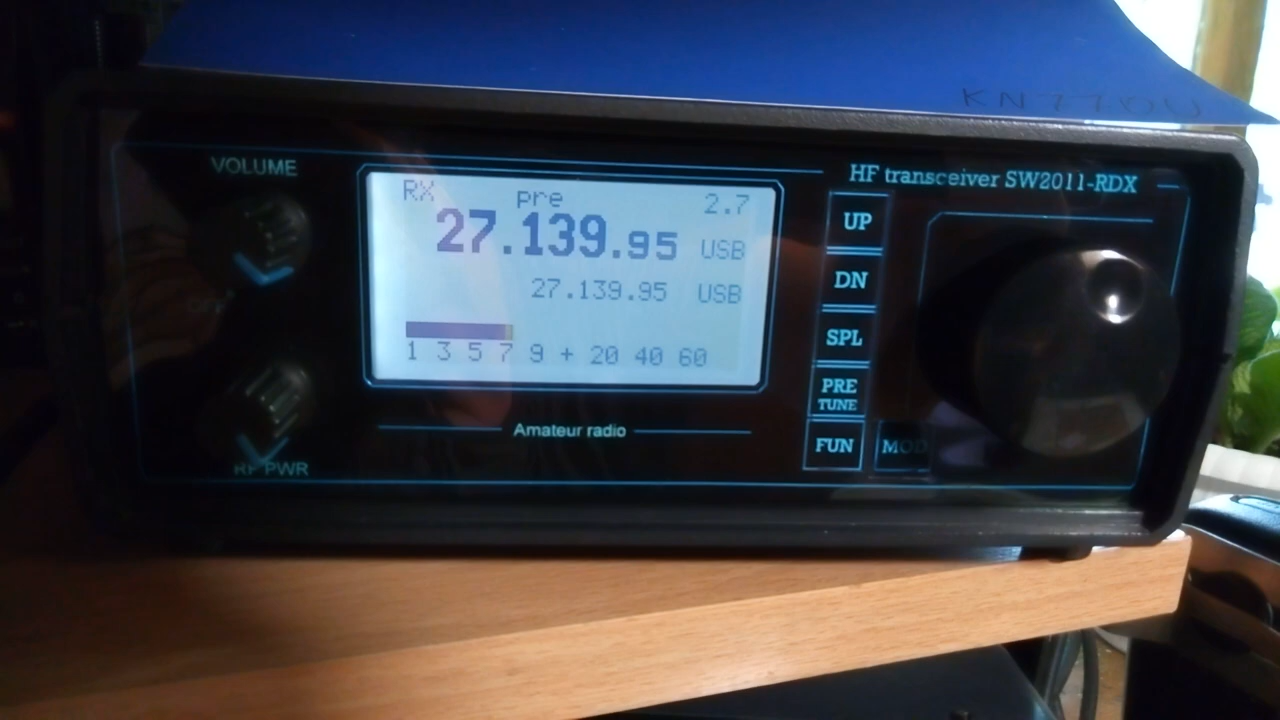 VOLUME
RX pre 2.7
27.139.95 USB
27.139.95 USB
1 3 5 7 9 + 20 40 60
Amateur radio
RF PWR
HF transceiver SW2011-RDX
UP
DN
SPL
PRE
TUNE
FUN
MOD